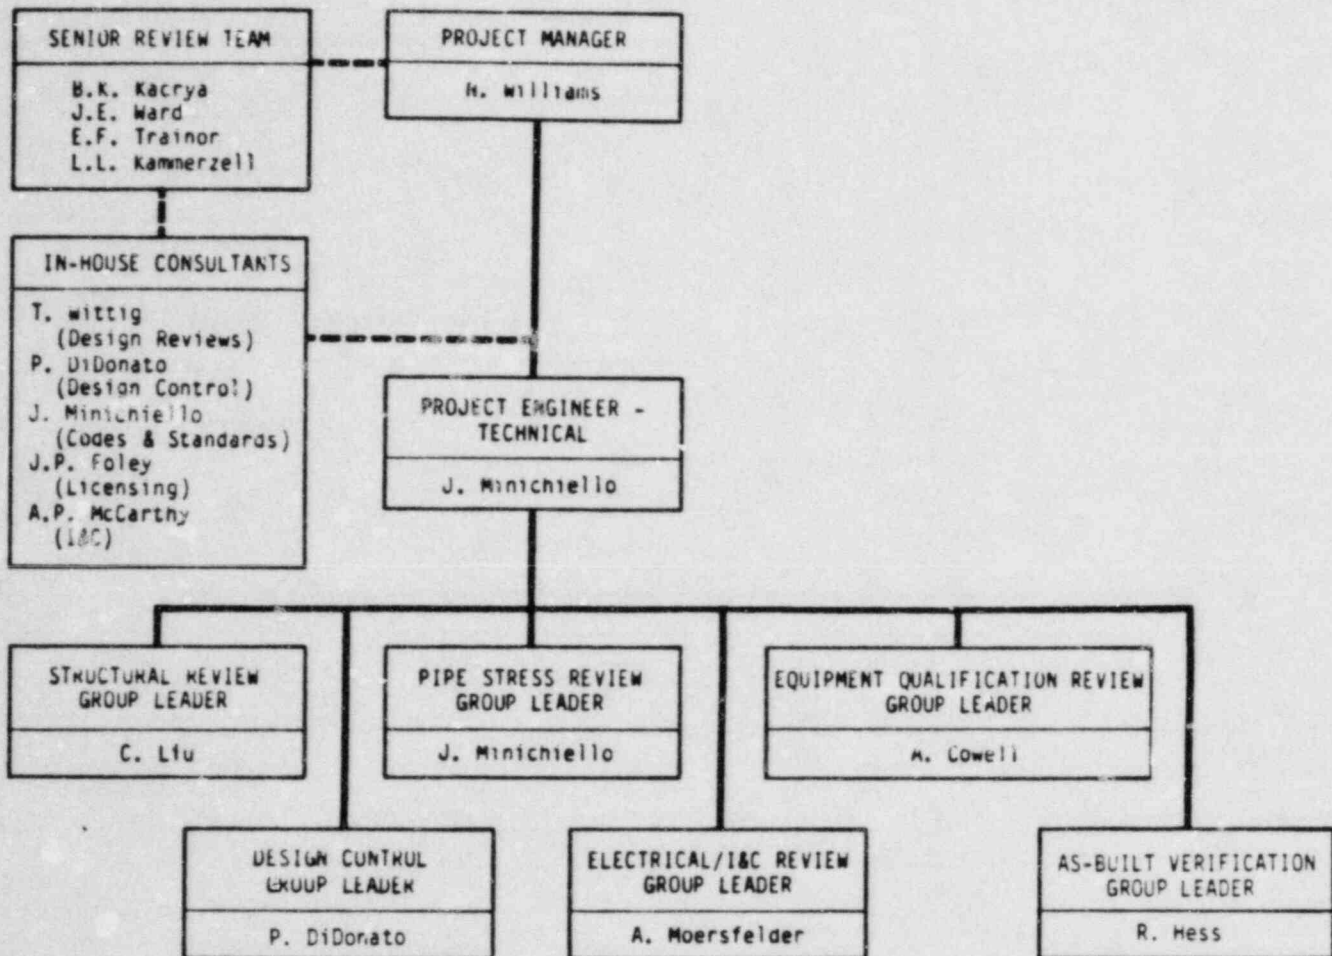 SENIOR REVIEW TEAM
B.K. Kacrya
J.E. Ward
E.F. Trainor
L.L. Kammerzell
PROJECT MANAGER
Williams
IN-HOUSE CONSULTANTS
T. Wittig
(Design Reviews)
P. DiDonato
(Design Control)
J. Minichiello
(Codes & Standards)
J.P. Foley
(Licensing)
A.P. McCarthy
(I&C)
PROJECT ENGINEER -
TECHNICAL
J. Minichiello
STRUCTURAL REVIEW
GROUP LEADER
C. Liu
PIPE STRESS REVIEW
GROUP LEADER
J. Minichiello
EQUIPMENT QUALIFICATION REVIEW
GROUP LEADER
Cowell
DESIGN CONTROL
GROUP LEADER
P. DiDonato
ELECTRICAL/I&C REVIEW
GROUP LEADER
A. Moersfelder
AS-BUILT VERIFICATION
GROUP LEADER
R. Hess